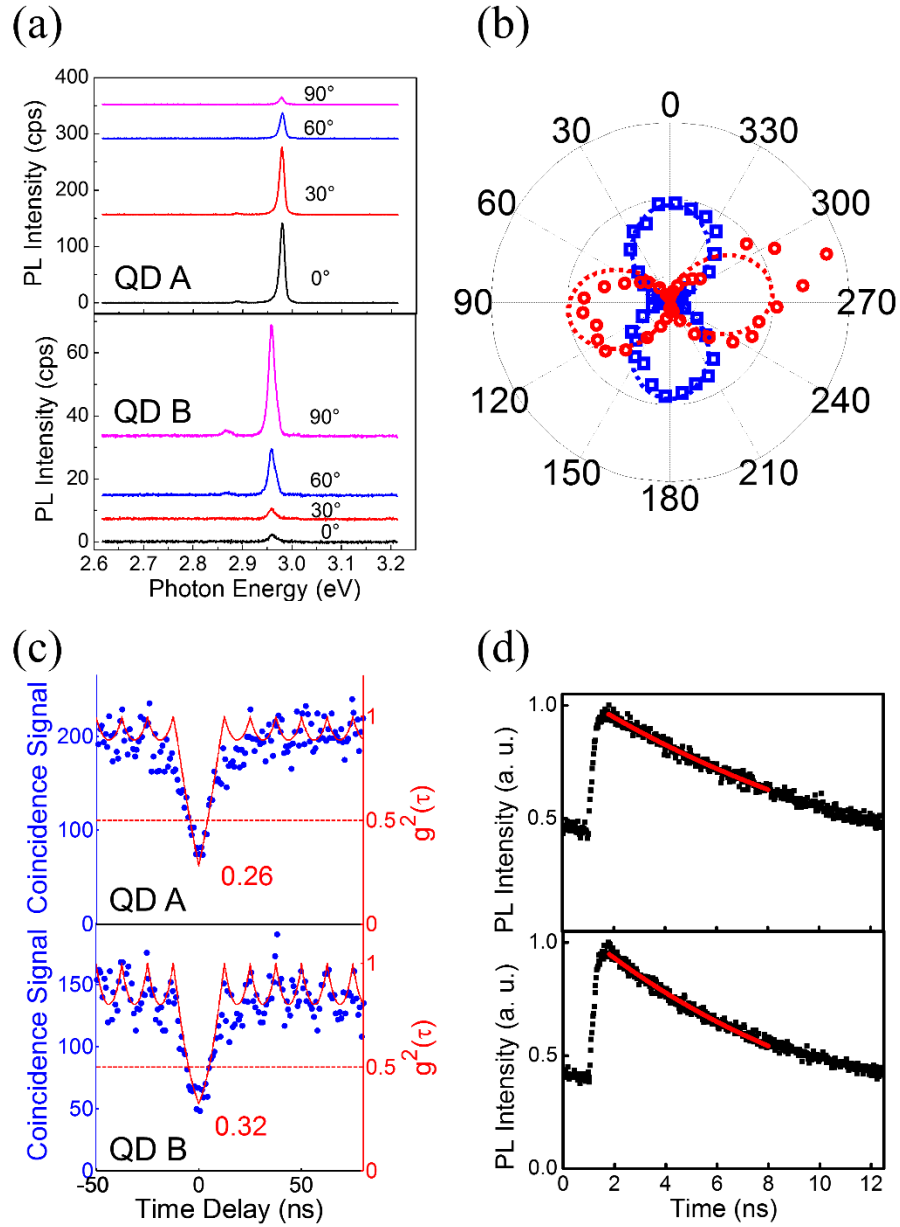 (a)
400
300
200
100
0
PL Intensity (cps)
90°
60°
30°
0°
QD A
60
40
20
0
PL Intensity (cps)
QD B
90°
60°
30°
0°
2.6 2.7 2.8 2.9 3.0 3.1 3.2
Photon Energy (eV)
(b)
0
30
330
60
300
90
270
120
240
150
210
180
(c)
200
100
0
Coincidence Signal
1
0.5
0
g²(τ)
0.26
QD A
150
100
50
0
Coincidence Signal
1
0.5
0
g²(τ)
0.32
QD B
-50 0 50
Time Delay (ns)
(d)
1.0
0.5
PL Intensity (a. u.)
1.0
0.5
1.0
PL Intensity (a. u.)
0 2 4 6 8 10 12
Time (ns)